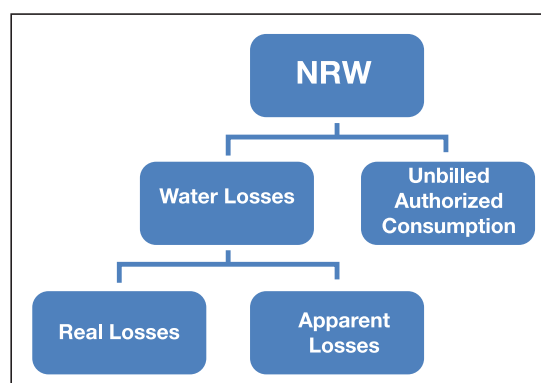 NRW
Water Losses
Unbilled
Authorized
Consumption
Real Losses
Apparent
Losses